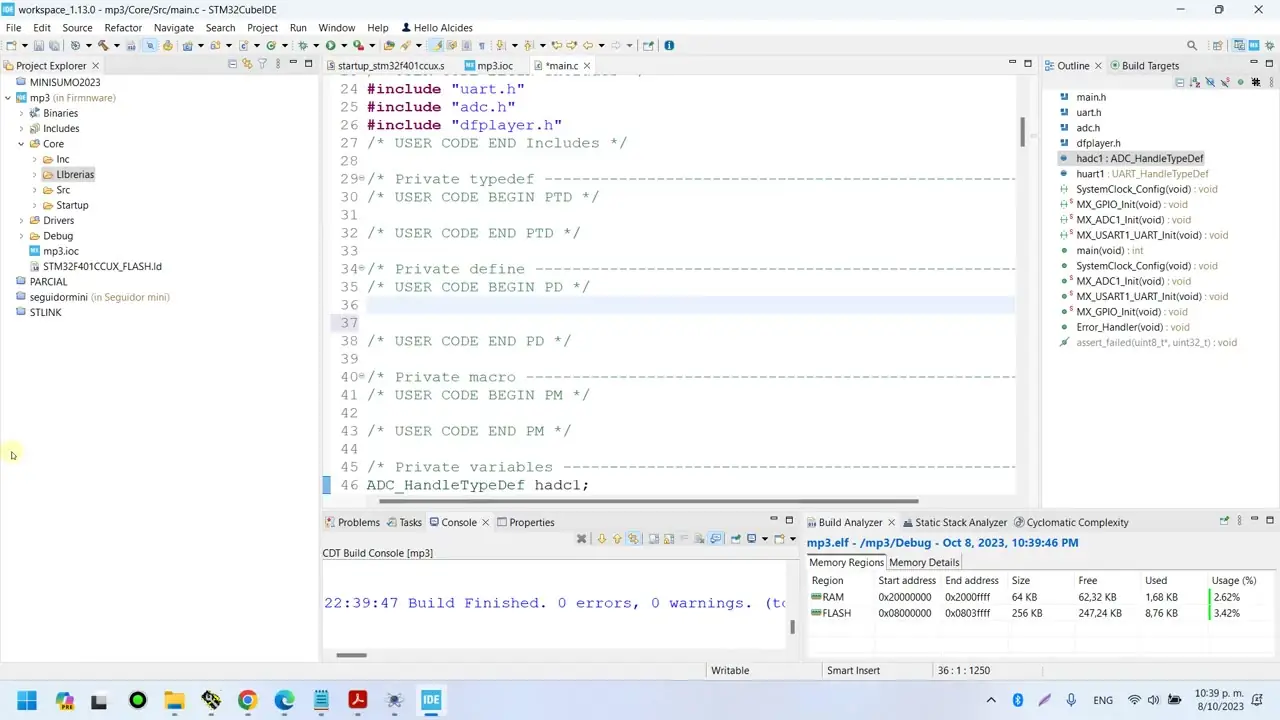 workspace_1.13.0 - mp3/Core/Src/main.c - STM32CubeIDE
File Edit Source Refactor Navigate Search Project Run Window Help Hello Alcides
Project Explorer
MINISUMO2023
mp3 (in Firmnware)
Binaries
Includes
Core
Inc
LIbrerias
Src
Startup
Drivers
Debug
mp3.ioc
STM32F401CCUX_FLASH.ld
PARCIAL
seguidormini (in Seguidor mini)
STLINK
startup_stm32f401ccux.s mp3.ioc *main.c
24 #include "uart.h"
25 #include "adc.h"
26 #include "dfplayer.h"
27 /* USER CODE END Includes */
28
29 /* Private typedef -----------------------------------------------------
30 /* USER CODE BEGIN PTD */
31
32 /* USER CODE END PTD */
33
34 /* Private define ------------------------------------------------------
35 /* USER CODE BEGIN PD */
36
37
38 /* USER CODE END PD */
39
40 /* Private macro -------------------------------------------------------
41 /* USER CODE BEGIN PM */
42
43 /* USER CODE END PM */
44
45 /* Private variables ---------------------------------------------------
46 ADC_HandleTypeDef hadc1;
Outline Build Targets
main.h
uart.h
adc.h
dfplayer.h
hadc1 : ADC_HandleTypeDef
huart1 : UART_HandleTypeDef
SystemClock_Config(void) : void
MX_GPIO_Init(void) : void
MX_ADC1_Init(void) : void
MX_USART1_UART_Init(void) : void
main(void) : int
SystemClock_Config(void) : void
MX_ADC1_Init(void) : void
MX_USART1_UART_Init(void) : void
MX_GPIO_Init(void) : void
Error_Handler(void) : void
assert_failed(uint8_t*, uint32_t) : void
Problems Tasks Console Properties
CDT Build Console [mp3]
22:39:47 Build Finished. 0 errors, 0 warnings. (to
Build Analyzer Static Stack Analyzer Cyclomatic Complexity
mp3.elf - /mp3/Debug - Oct 8, 2023, 10:39:46 PM
Memory Regions Memory Details
Region Start address End address Size Free Used Usage (%)
RAM 0x20000000 0x2000ffff 64 KB 62,32 KB 1,68 KB 2.62%
FLASH 0x08000000 0x0803ffff 256 KB 247,24 KB 8,76 KB 3.42%
Writable Smart Insert 36 : 1 : 1250
IDE
ENG
10:39 p. m.
8/10/2023